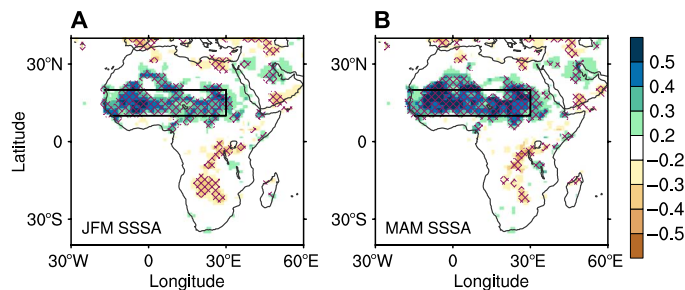 A
B
30°N
0
30°S
Latitude
JFM SSSA
30°W
0
30°E
60°E
Longitude
30°N
0
30°S
MAM SSSA
30°W
0
30°E
60°E
Longitude
0.5
0.4
0.3
0.2
−0.2
−0.3
−0.4
−0.5